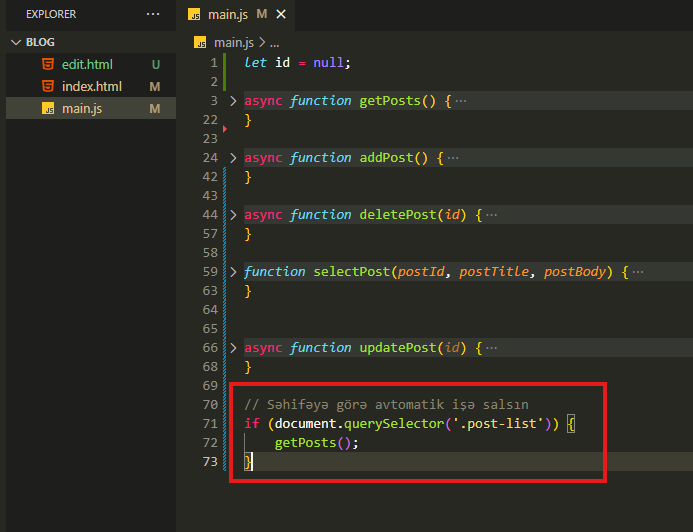 EXPLORER ···
main.js M ×
BLOG
main.js > ...
edit.html U
index.html M
main.js M
1 let id = null;
2
3 > async function getPosts() { ···
22 }
23
24 > async function addPost() { ···
42 }
43
44 > async function deletePost(id) { ···
57 }
58
59 > function selectPost(postId, postTitle, postBody) { ···
63 }
64
65
66 > async function updatePost(id) { ···
68 }
69
70 // Səhifəyə görə avtomatik işə salsın
71 if (document.querySelector('.post-list')) {
72 getPosts();
73 }